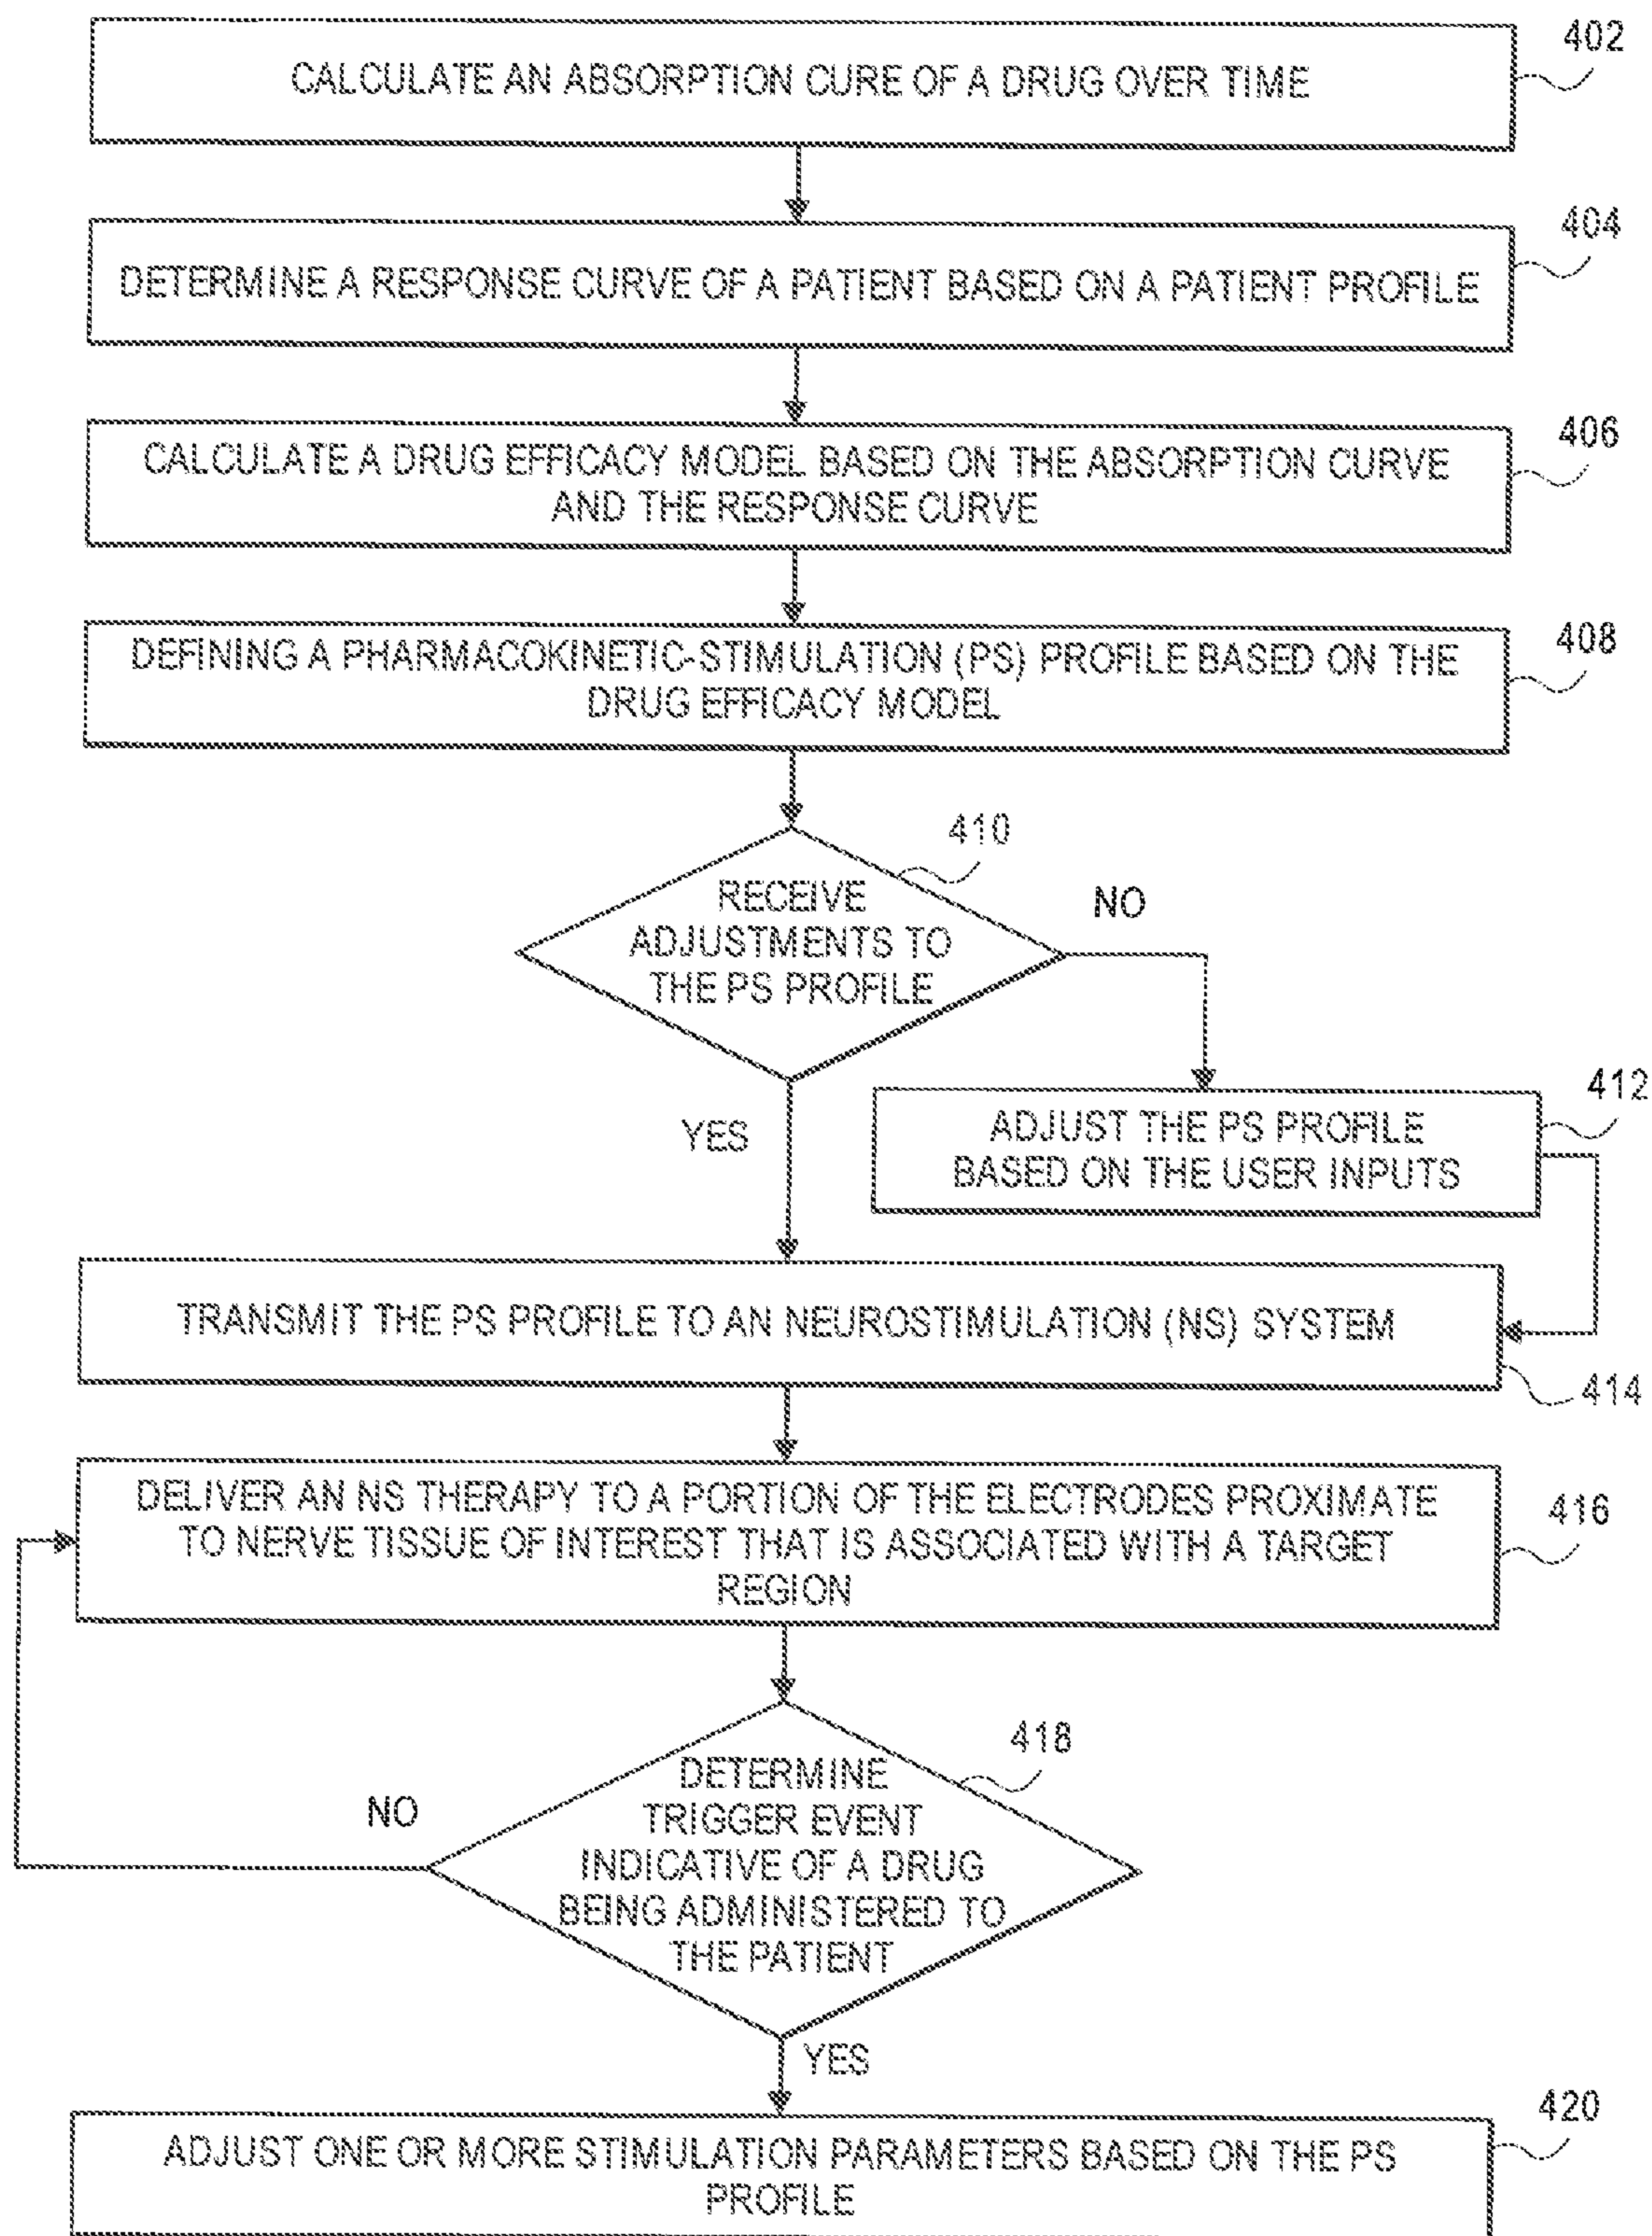 402
CALCULATE AN ABSORPTION CURE OF A DRUG OVER TIME
404
DETERMINE A RESPONSE CURVE OF A PATIENT BASED ON A PATIENT PROFILE
406
CALCULATE A DRUG EFFICACY MODEL BASED ON THE ABSORPTION CURVE
AND THE RESPONSE CURVE
408
DEFINING A PHARMACOKINETIC-STIMULATION (PS) PROFILE BASED ON THE
DRUG EFFICACY MODEL
410
RECEIVE
ADJUSTMENTS TO
THE PS PROFILE
NO
YES
412
ADJUST THE PS PROFILE
BASED ON THE USER INPUTS
TRANSMIT THE PS PROFILE TO AN NEUROSTIMULATION (NS) SYSTEM
414
DELIVER AN NS THERAPY TO A PORTION OF THE ELECTRODES PROXIMATE
TO NERVE TISSUE OF INTEREST THAT IS ASSOCIATED WITH A TARGET
REGION
416
418
DETERMINE
TRIGGER EVENT
INDICATIVE OF A DRUG
BEING ADMINISTERED TO
THE PATIENT
NO
YES
420
ADJUST ONE OR MORE STIMULATION PARAMETERS BASED ON THE PS
PROFILE